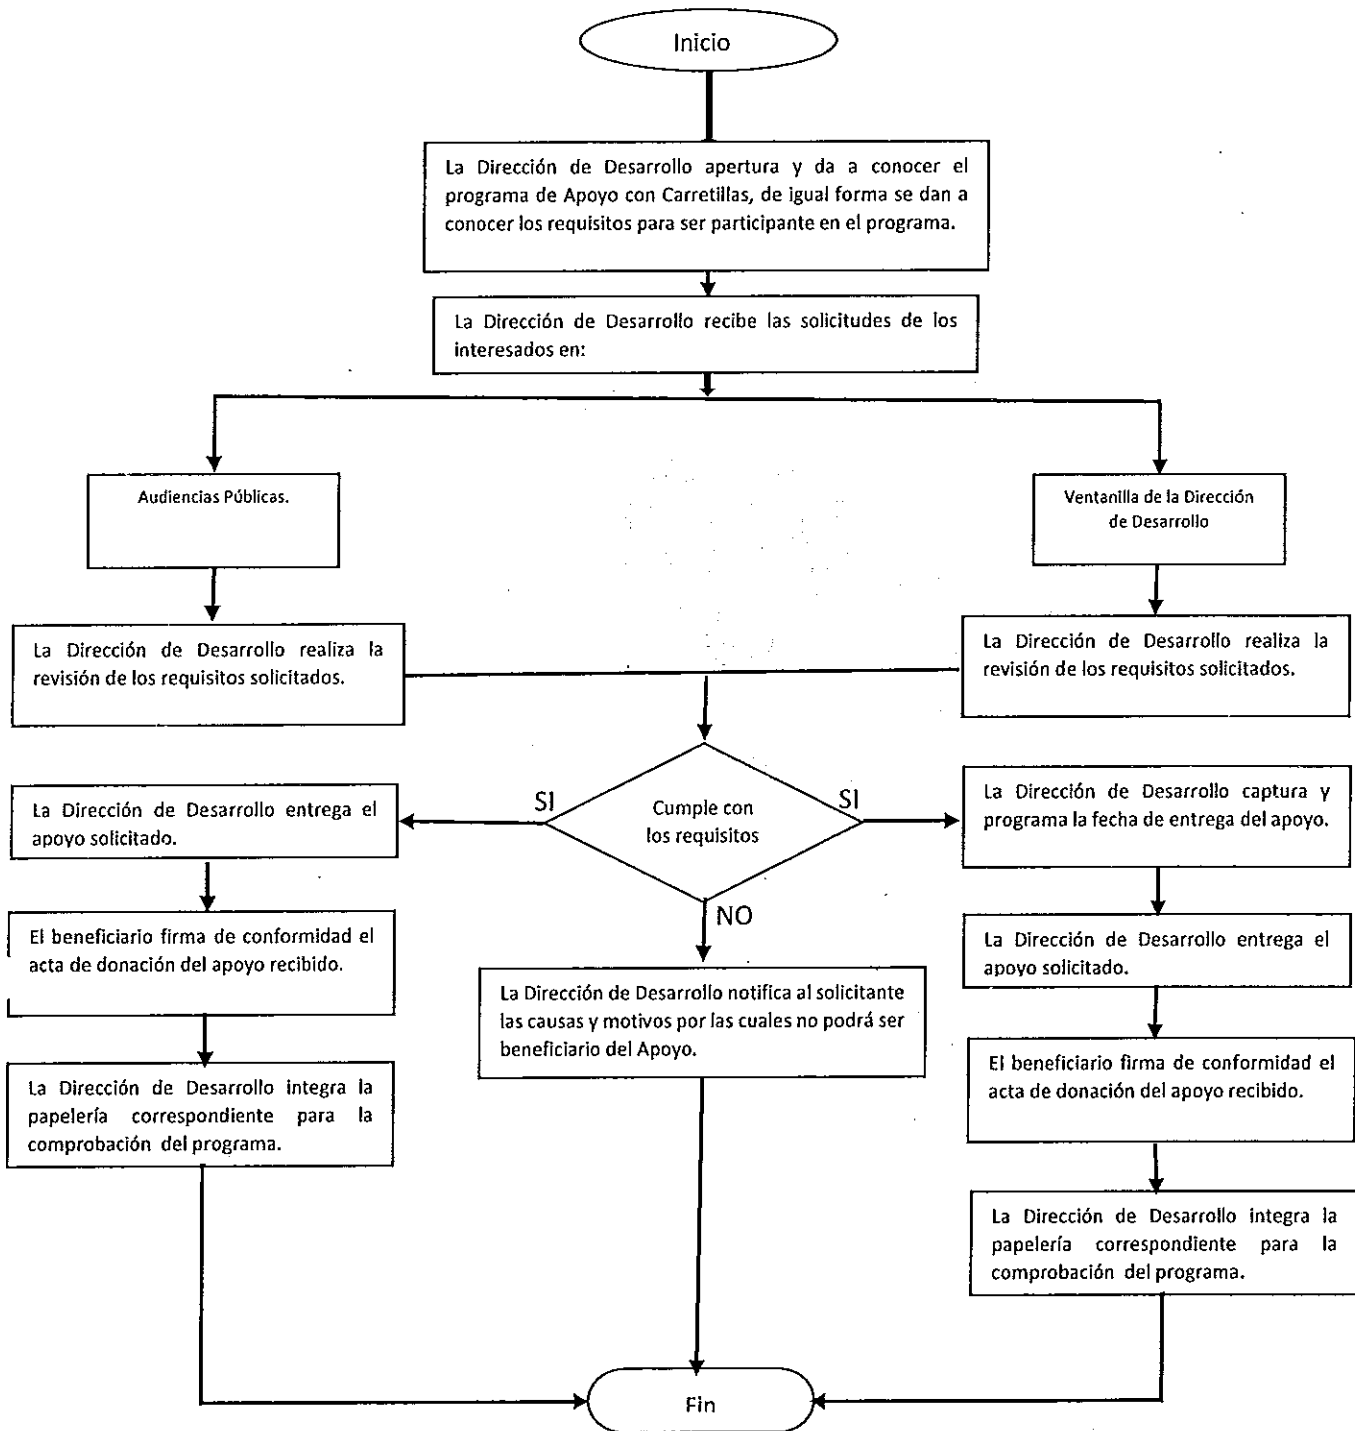 Inicio
La Dirección de Desarrollo apertura y da a conocer el
programa de Apoyo con Carretillas, de igual forma se dan a
conocer los requisitos para ser participante en el programa.
La Dirección de Desarrollo recibe las solicitudes de los
interesados en:
Audiencias Públicas.
Ventanilla de la Dirección
de Desarrollo
La Dirección de Desarrollo realiza la
revisión de los requisitos solicitados.
La Dirección de Desarrollo realiza la
revisión de los requisitos solicitados.
Cumple con
los requisitos
SI
SI
NO
La Dirección de Desarrollo entrega el
apoyo solicitado.
El beneficiario firma de conformidad el
acta de donación del apoyo recibido.
La Dirección de Desarrollo integra la
papelería correspondiente para la
comprobación del programa.
La Dirección de Desarrollo notifica al solicitante
las causas y motivos por las cuales no podrá ser
beneficiario del Apoyo.
La Dirección de Desarrollo captura y
programa la fecha de entrega del apoyo.
La Dirección de Desarrollo entrega el
apoyo solicitado.
El beneficiario firma de conformidad el
acta de donación del apoyo recibido.
La Dirección de Desarrollo integra la
papelería correspondiente para la
comprobación del programa.
Fin